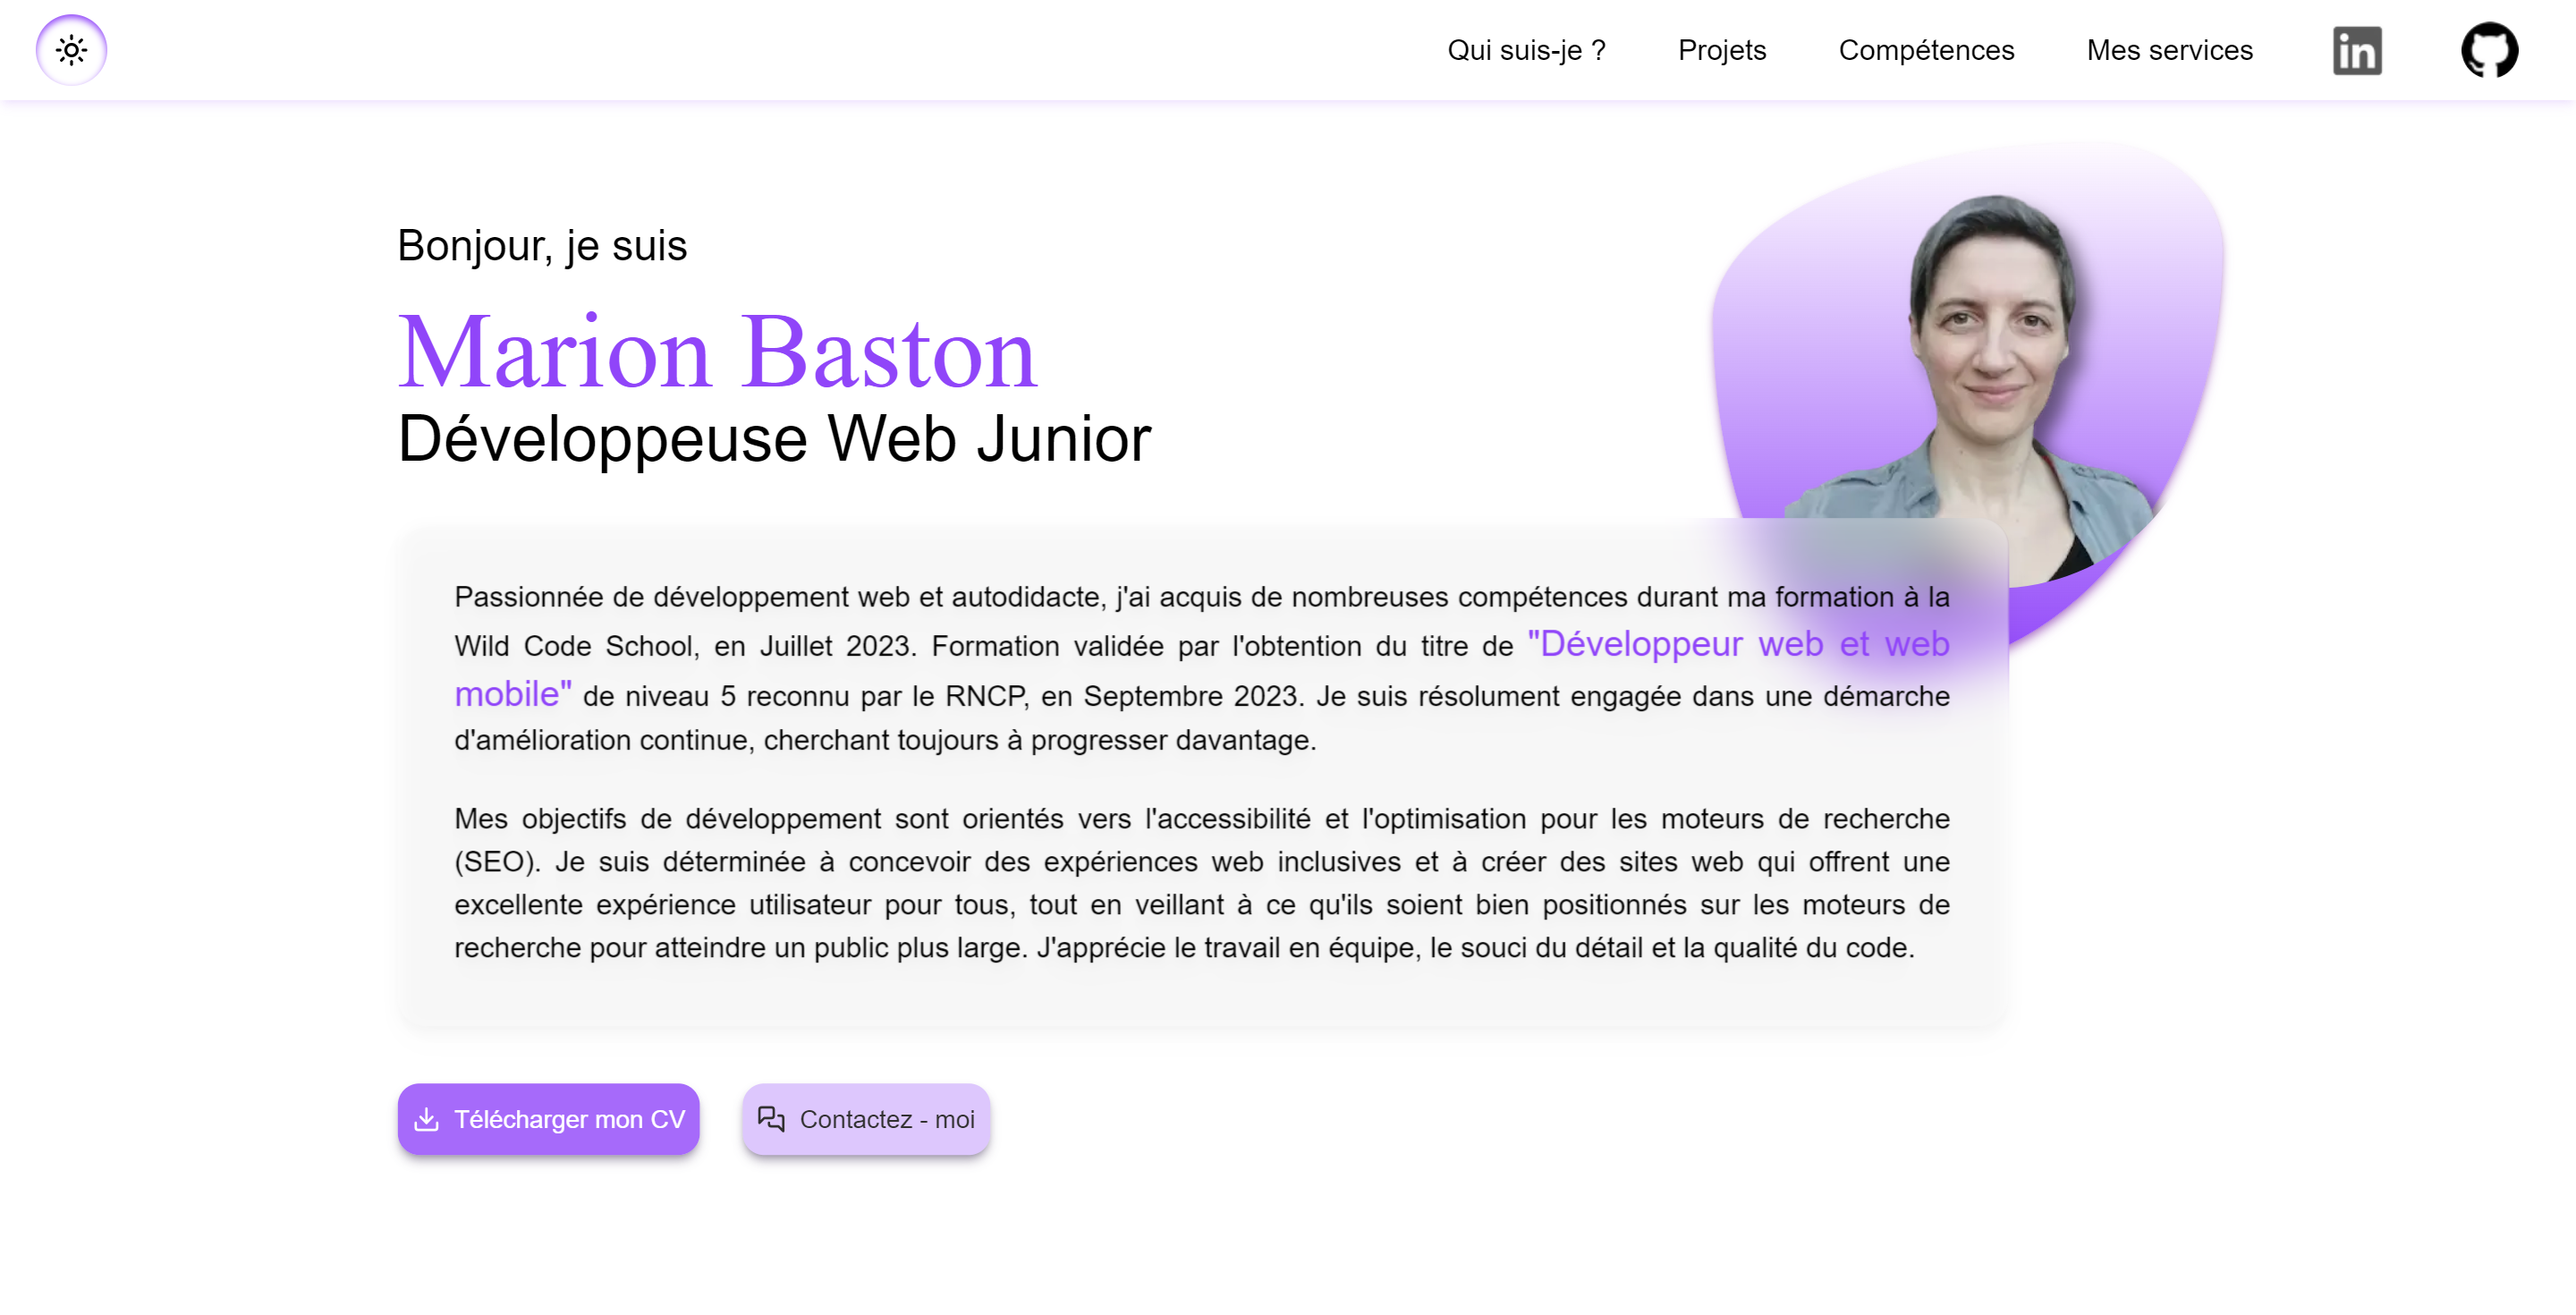 Qui suis-je ? Projets Compétences Mes services in
Bonjour, je suis
Marion Baston
Développeuse Web Junior
Passionnée de développement web et autodidacte, j'ai acquis de nombreuses compétences durant ma formation à la
Wild Code School, en Juillet 2023. Formation validée par l'obtention du titre de "Développeur web et web
mobile" de niveau 5 reconnu par le RNCP, en Septembre 2023. Je suis résolument engagée dans une démarche
d'amélioration continue, cherchant toujours à progresser davantage.
Mes objectifs de développement sont orientés vers l'accessibilité et l'optimisation pour les moteurs de recherche
(SEO). Je suis déterminée à concevoir des expériences web inclusives et à créer des sites web qui offrent une
excellente expérience utilisateur pour tous, tout en veillant à ce qu'ils soient bien positionnés sur les moteurs de
recherche pour atteindre un public plus large. J'apprécie le travail en équipe, le souci du détail et la qualité du code.
Télécharger mon CV Contactez - moi